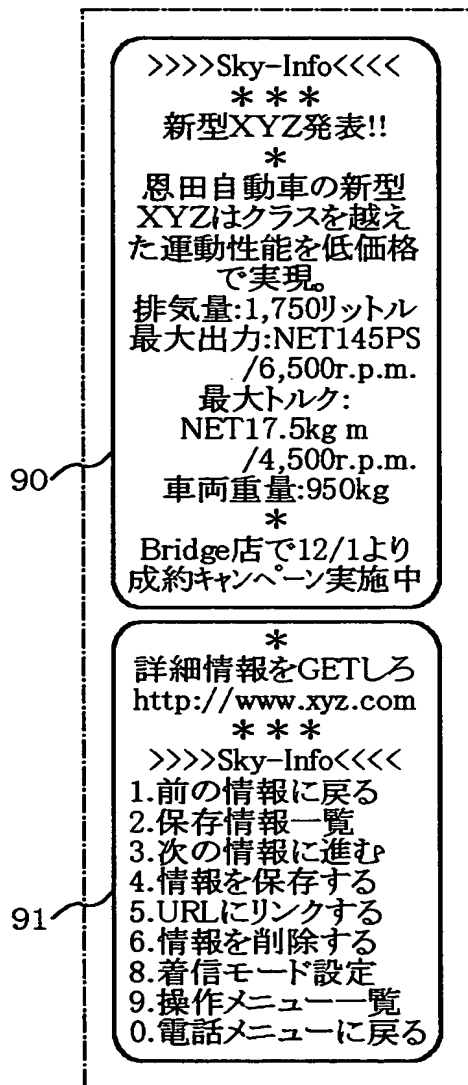 >>>>Sky-Info<<<<
＊＊＊
新型XYZ発表!!
＊
恩田自動車の新型
XYZはクラスを越え
た運動性能を低価格
で実現。
排気量:1,750リットル
最大出力:NET145PS
/6,500r.p.m.
最大トルク:
NET17.5kg m
/4,500r.p.m.
車両重量:950kg
＊
Bridge店で12/1より
成約キャンペーン実施中
90
＊
詳細情報をGETしろ
http://www.xyz.com
＊＊＊
>>>>Sky-Info<<<<
1.前の情報に戻る
2.保存情報一覧
3.次の情報に進む
4.情報を保存する
5.URLにリンクする
6.情報を削除する
8.着信モード設定
9.操作メニュー一覧
0.電話メニューに戻る
91